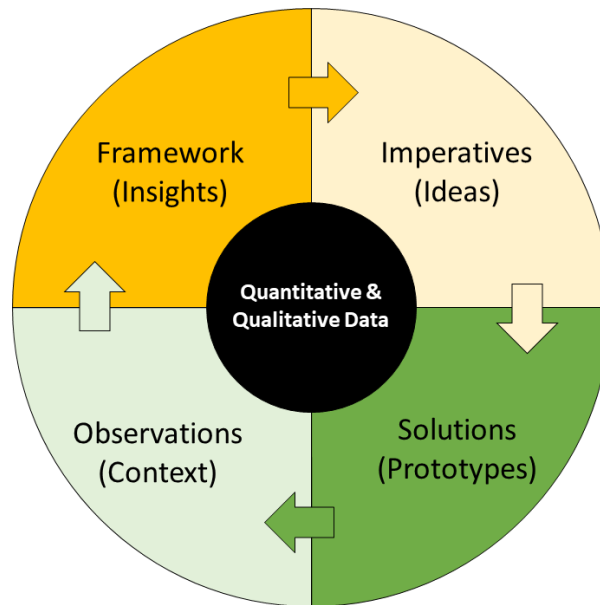 Framework
(Insights)
Imperatives
(Ideas)
Quantitative &
Qualitative Data
Observations
(Context)
Solutions
(Prototypes)